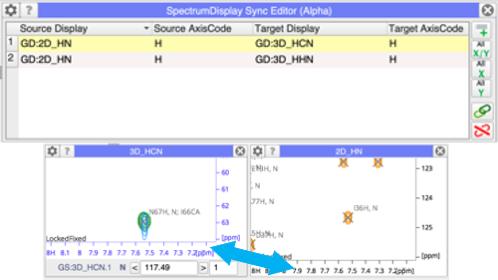 SpectrumDisplay Sync Editor (Alpha)
Source Display Source AxisCode Target Display Target AxisCode
1 GD:2D_HN H GD:3D_HCN H
2 GD:2D_HN H GD:3D_HHN H
All
X/Y
All
X
All
Y
? 3D_HCN
60
61
62
63
[ppm]
N67H, N; I66CA
LockedFixed
8H 8.1 8 7.9 7.8 7.7 7.6 7.5 7.4 7.3 7.2 [ppm]
GS:3D_HCN.1 N < 117.49 > 1
? 2D_HN
123
124
125
[ppm]
77H, N
I36H, N
8H 8.1 8 7.9 7.8 7.7 7.6 7.5 7.4 7.3 7.2 [ppm]